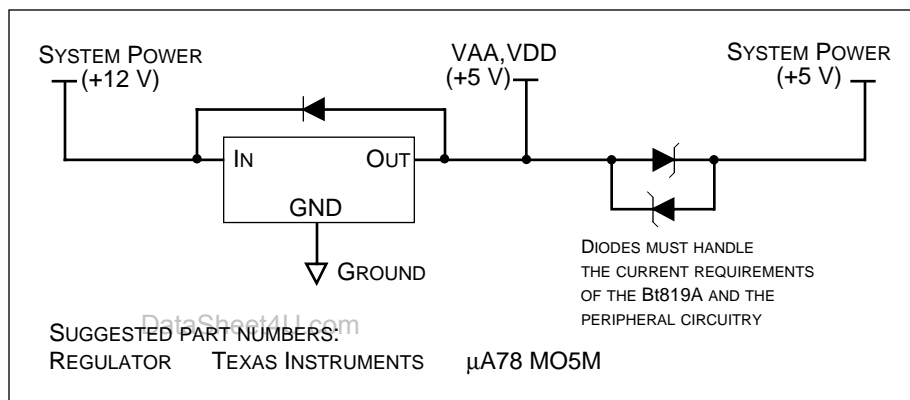 SYSTEM POWER
(+12 V)
VAA,VDD
(+5 V)
SYSTEM POWER
(+5 V)
IN
OUT
GND
GROUND
DIODES MUST HANDLE
THE CURRENT REQUIREMENTS
OF THE Bt819A AND THE
PERIPHERAL CIRCUITRY
DataSheet4U.com
SUGGESTED PART NUMBERS:
REGULATOR TEXAS INSTRUMENTS μA78 MO5M